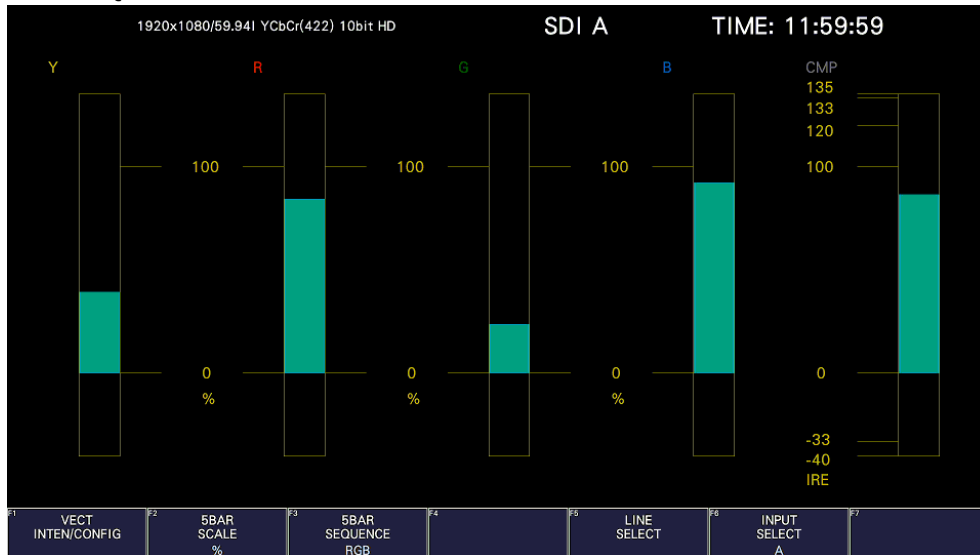 1920x1080/59.94I YCbCr(422) 10bit HD SDI A TIME: 11:59:59
Y R G B CMP
135
133
120
100 100 100 100
0 0 0 0
% % %
-33
-40
IRE
F1 VECT
INTEN/CONFIG
F2 5BAR
SCALE
%
F3 5BAR
SEQUENCE
RGB
F4
F5 LINE
SELECT
F6 INPUT
SELECT
A
F7